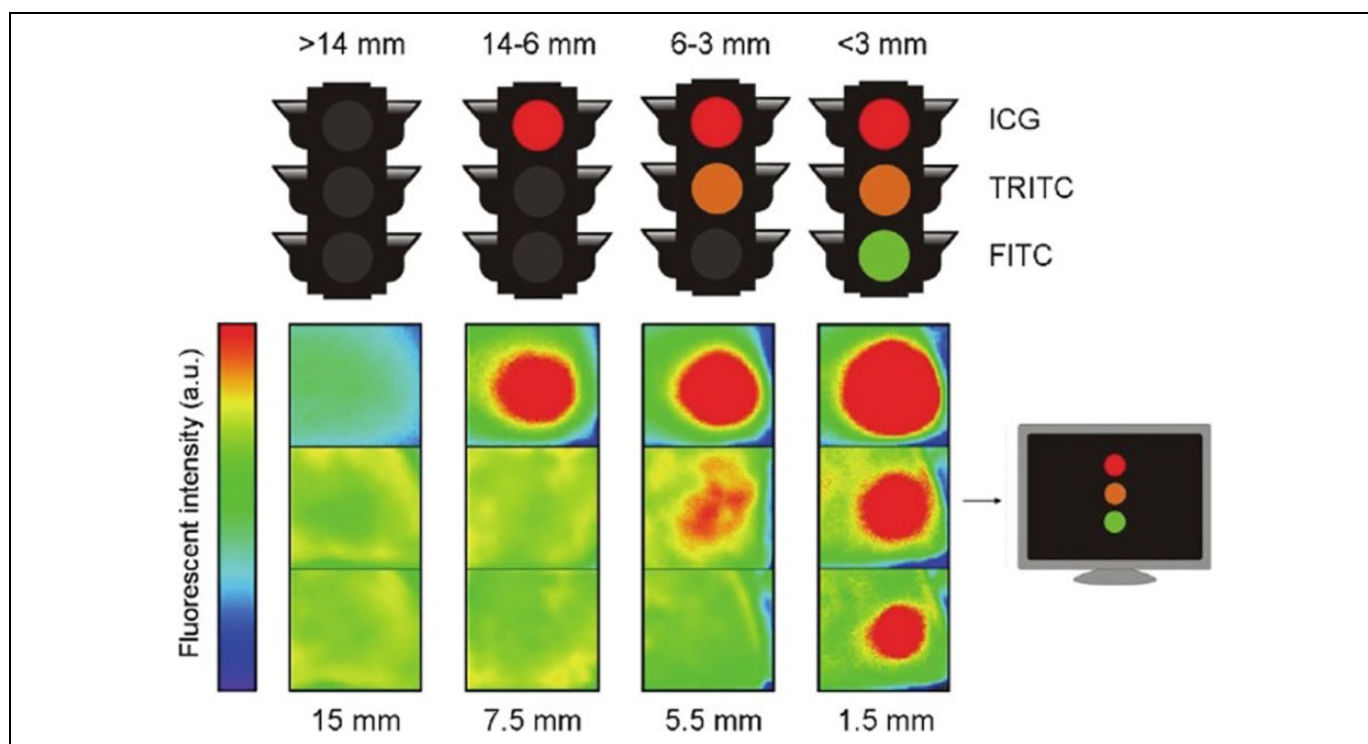 >14 mm 14-6 mm 6-3 mm <3 mm
ICG
TRITC
FITC
Fluorescent intensity (a.u.)
15 mm 7.5 mm 5.5 mm 1.5 mm